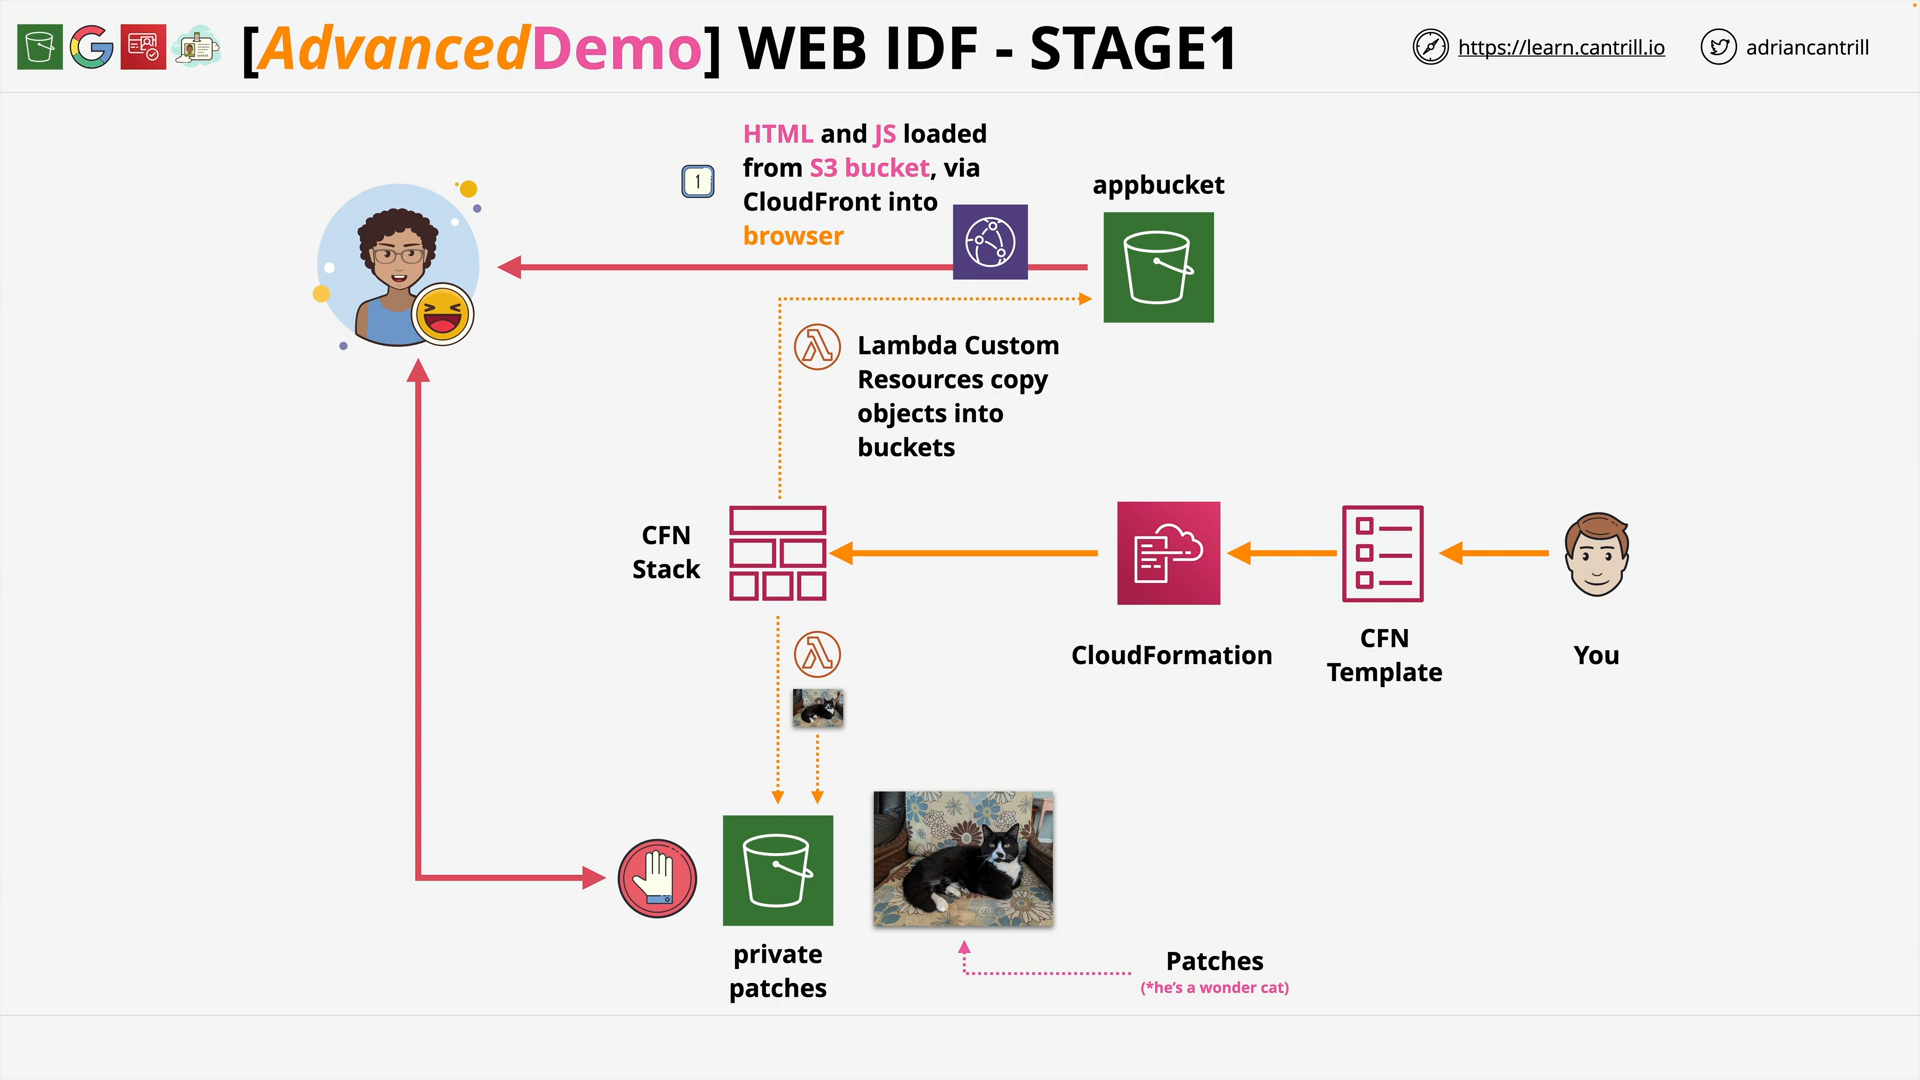 [AdvancedDemo] WEB IDF - STAGE1
https://learn.cantrill.io
adriancantrill
HTML and JS loaded
from S3 bucket, via
CloudFront into
browser
1
appbucket
Lambda Custom
Resources copy
objects into
buckets
CFN
Stack
CloudFormation
CFN
Template
You
private
patches
Patches
(*he's a wonder cat)